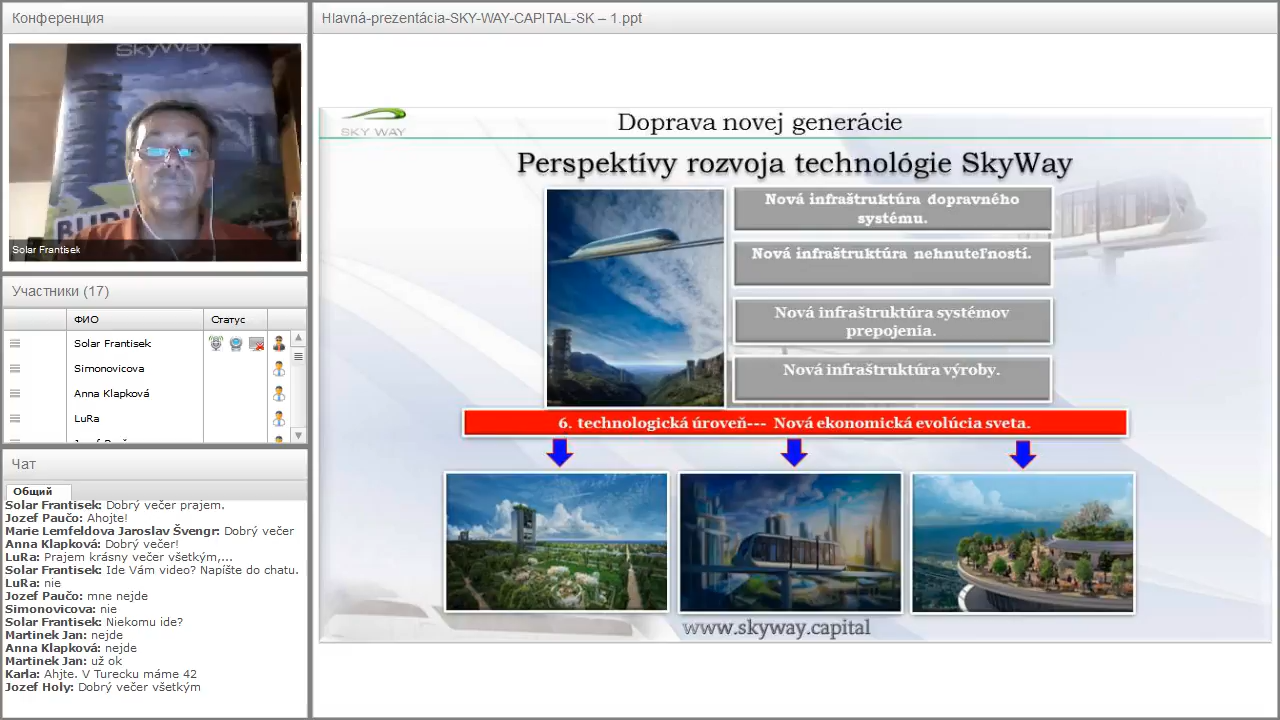 Конференция
SkyWay
Solar Frantisek
Участники (17)
ФИО
Статус
Solar Frantisek
Simonovicova
Anna Klapková
LuRa
Чат
Общий
Solar Frantisek: Dobrý večer prajem.
Jozef Paučo: Ahojte!
Marie Lemfeldova Jaroslav Švengr: Dobrý večer
Anna Klapková: Dobrý večer!
LuRa: Prajem krásny večer všetkým,...
Solar Frantisek: Ide Vám video? Napíšte do chatu.
LuRa: nie
Jozef Paučo: mne nejde
Simonovicova: nie
Solar Frantisek: Niekomu ide?
Martinek Jan: nejde
Anna Klapková: nejde
Martinek Jan: už ok
Karla: Ahjte. V Turecku máme 42
Jozef Holy: Dobrý večer všetkým
Hlavná-prezentácia-SKY-WAY-CAPITAL-SK – 1.ppt
SKY WAY
Doprava novej generácie
Perspektívy rozvoja technológie SkyWay
Nová infraštruktúra dopravného
systému.
Nová infraštruktúra nehnuteľností.
Nová infraštruktúra systémov
prepojenia.
Nová infraštruktúra výroby.
6. technologická úroveň--- Nová ekonomická evolúcia sveta.
www.skyway.capital